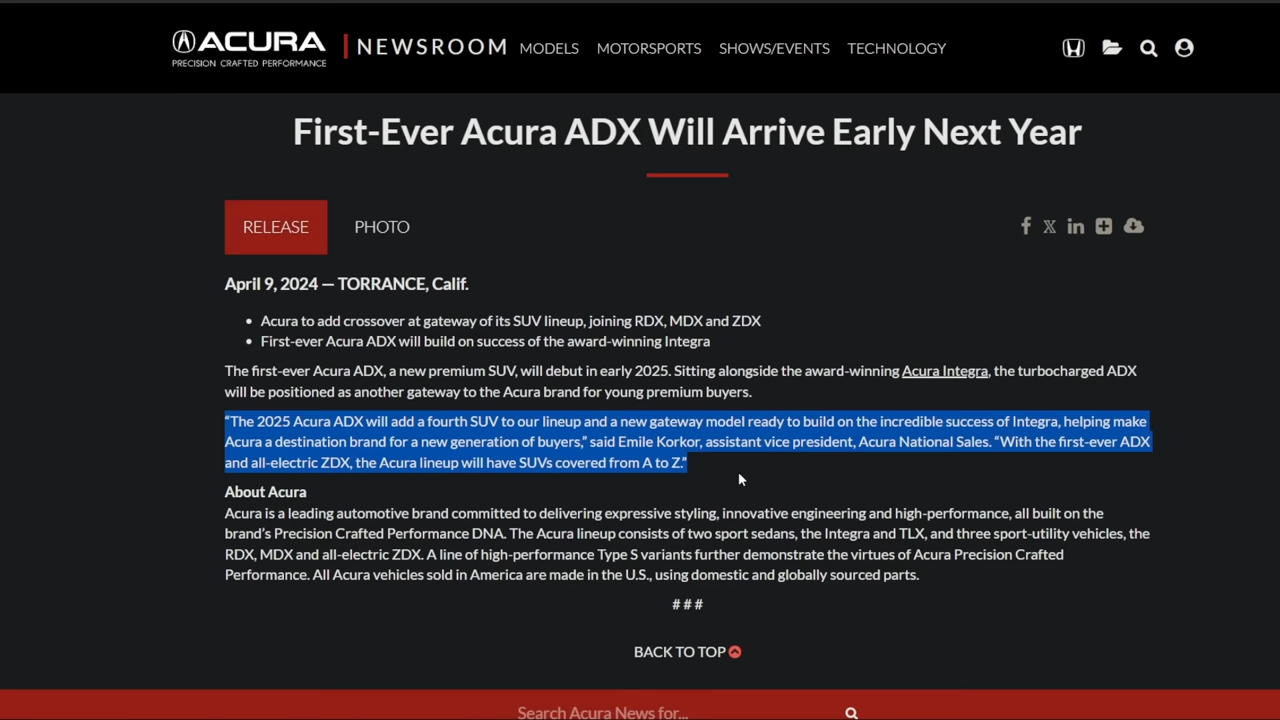 ACURA
PRECISION CRAFTED PERFORMANCE
NEWSROOM
MODELS
MOTORSPORTS
SHOWS/EVENTS
TECHNOLOGY
First-Ever Acura ADX Will Arrive Early Next Year
RELEASE
PHOTO
April 9, 2024 — TORRANCE, Calif.
• Acura to add crossover at gateway of its SUV lineup, joining RDX, MDX and ZDX
• First-ever Acura ADX will build on success of the award-winning Integra
The first-ever Acura ADX, a new premium SUV, will debut in early 2025. Sitting alongside the award-winning Acura Integra, the turbocharged ADX
will be positioned as another gateway to the Acura brand for young premium buyers.
“The 2025 Acura ADX will add a fourth SUV to our lineup and a new gateway model ready to build on the incredible success of Integra, helping make
Acura a destination brand for a new generation of buyers,” said Emile Korkor, assistant vice president, Acura National Sales. “With the first-ever ADX
and all-electric ZDX, the Acura lineup will have SUVs covered from A to Z.”
About Acura
Acura is a leading automotive brand committed to delivering expressive styling, innovative engineering and high-performance, all built on the
brand’s Precision Crafted Performance DNA. The Acura lineup consists of two sport sedans, the Integra and TLX, and three sport-utility vehicles, the
RDX, MDX and all-electric ZDX. A line of high-performance Type S variants further demonstrate the virtues of Acura Precision Crafted
Performance. All Acura vehicles sold in America are made in the U.S., using domestic and globally sourced parts.
# # #
BACK TO TOP
Search Acura News for...